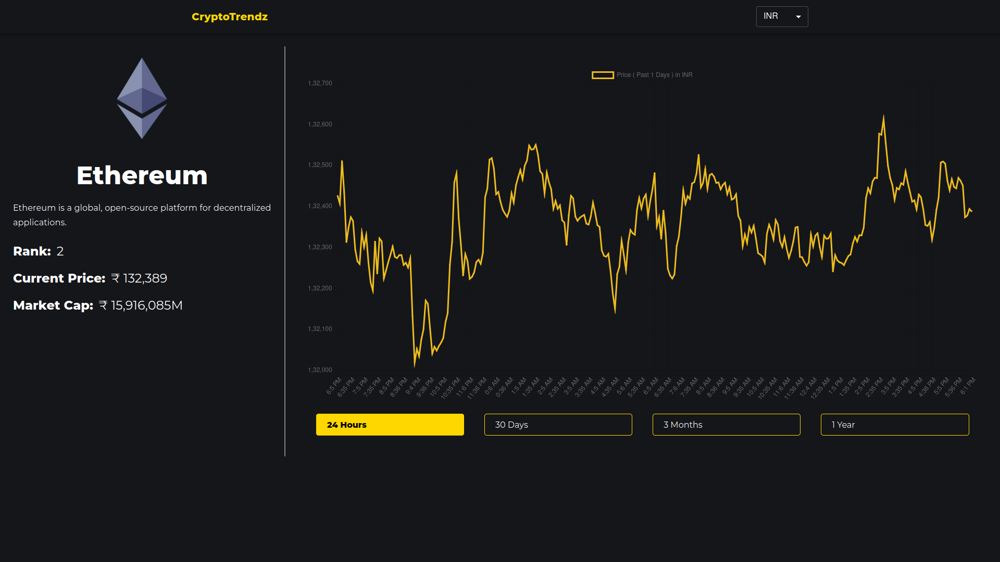 CryptoTrendz
INR
Ethereum
Ethereum is a global, open-source platform for decentralized
applications.
Rank: 2
Current Price: ₹ 132,389
Market Cap: ₹ 15,916,085M
Price ( Past 1 Days ) in INR
1,32,700
1,32,600
1,32,500
1,32,400
1,32,300
1,32,200
1,32,100
1,32,000
6:5 PM
6:35 PM
7:5 PM
7:35 PM
8:5 PM
8:36 PM
9:4 PM
9:36 PM
10:5 PM
10:35 PM
11:6 PM
11:36 PM
0:6 AM
0:36 AM
1:5 AM
1:35 AM
2:5 AM
2:35 AM
3:5 AM
3:35 AM
4:5 AM
4:35 AM
5:6 AM
5:35 AM
6:5 AM
6:35 AM
7:6 AM
7:35 AM
8:5 AM
8:36 AM
9:5 AM
9:35 AM
10:5 AM
10:35 AM
11:6 AM
11:36 AM
12:4 AM
12:35 AM
1:5 PM
1:35 PM
2:5 PM
2:35 PM
3:5 PM
3:35 PM
4:5 PM
4:36 PM
5:5 PM
5:36 PM
6:1 PM
24 Hours
30 Days
3 Months
1 Year